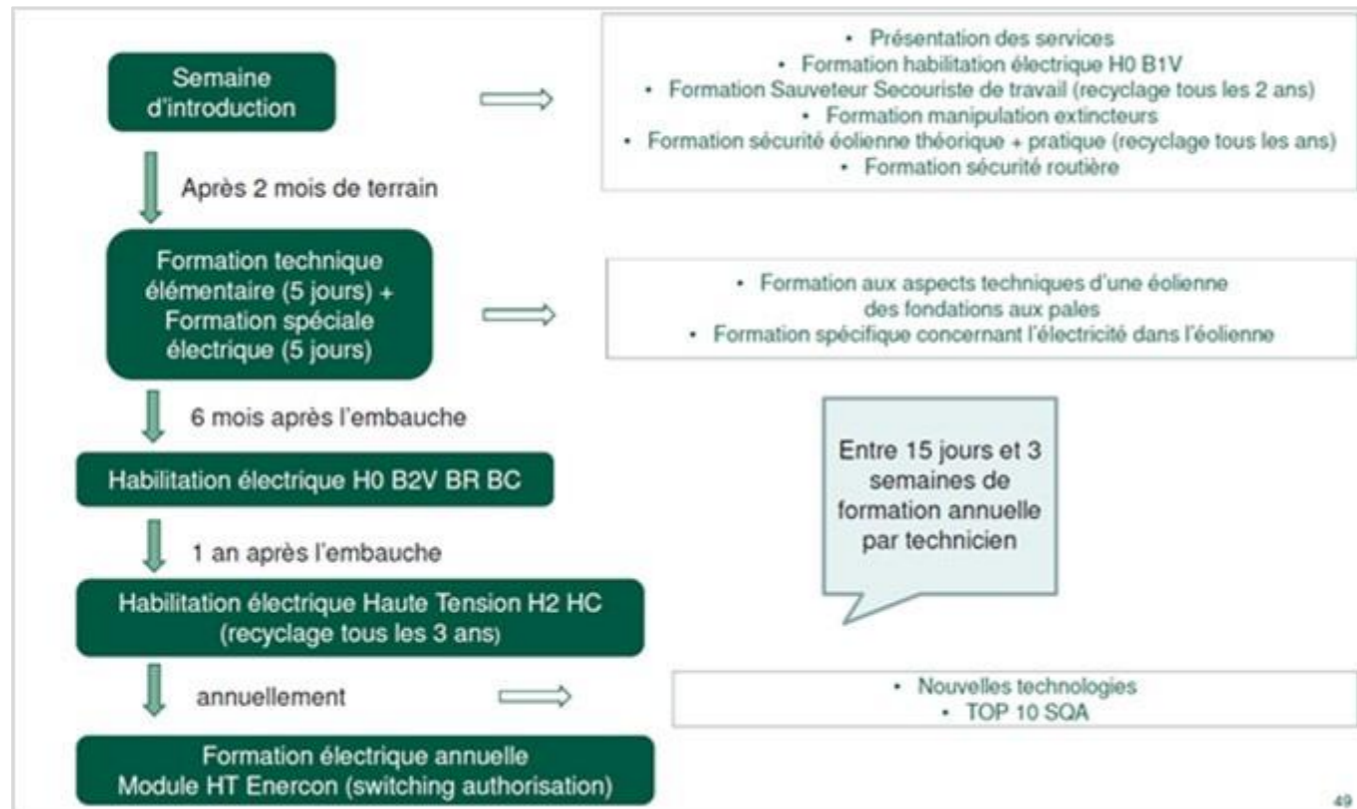 Semaine
d'introduction
• Présentation des services
• Formation habilitation électrique H0 B1V
• Formation Sauveteur Secouriste de travail (recyclage tous les 2 ans)
• Formation manipulation extincteurs
• Formation sécurité éolienne théorique + pratique (recyclage tous les ans)
• Formation sécurité routière
Après 2 mois de terrain
Formation technique
élémentaire (5 jours) +
Formation spéciale
électrique (5 jours)
• Formation aux aspects techniques d'une éolienne
des fondations aux pales
• Formation spécifique concernant l'électricité dans l'éolienne
6 mois après l'embauche
Habilitation électrique H0 B2V BR BC
Entre 15 jours et 3
semaines de
formation annuelle
par technicien
1 an après l'embauche
Habilitation électrique Haute Tension H2 HC
(recyclage tous les 3 ans)
annuellement
• Nouvelles technologies
• TOP 10 SQA
Formation électrique annuelle
Module HT Enercon (switching authorisation)
49